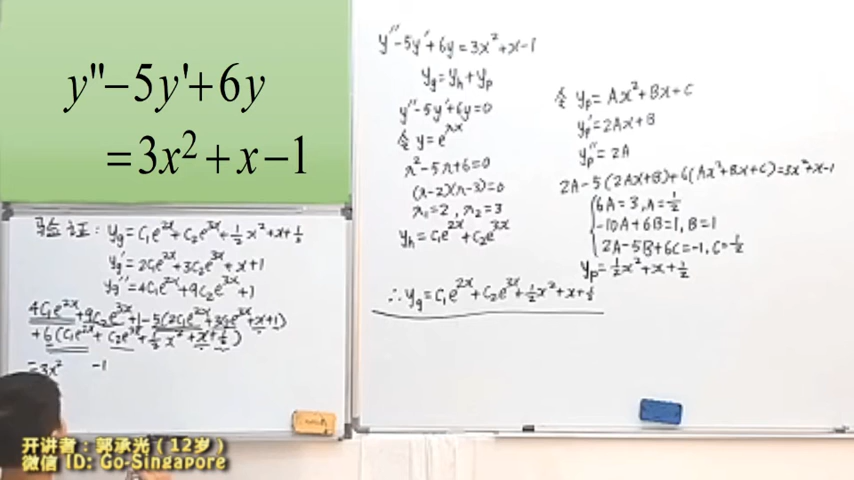 y''−5y'+6y
=3x²+x−1
y''−5y'+6y=3x²+x−1
y_g=y_h+y_p
y''−5y'+6y=0
令 y=e^{rx}
r²−5r+6=0
(r−2)(r−3)=0
r₁=2, r₂=3
y_h=C₁e^{2x}+C₂e^{3x}
令 y_p=Ax²+Bx+C
y_p'=2Ax+B
y_p''=2A
2A−5(2Ax+B)+6(Ax²+Bx+C)=3x²+x−1
6A=3, A=1/2
−10A+6B=1, B=1
2A−5B+6C=−1, C=1/2
y_p=1/2x²+x+1/2
∴ y_g=C₁e^{2x}+C₂e^{3x}+1/2x²+x+1/2
验证: y_g=C₁e^{2x}+C₂e^{3x}+1/2x²+x+1/2
y_g'=2C₁e^{2x}+3C₂e^{3x}+x+1
y_g''=4C₁e^{2x}+9C₂e^{3x}+1
4C₁e^{2x}+9C₂e^{3x}+1−5(2C₁e^{2x}+3C₂e^{3x}+x+1)
+6(C₁e^{2x}+C₂e^{3x}+1/2x²+x+1/2)
=3x² −1
开讲者：郭承光（12岁）
微信 ID: Go-Singapore